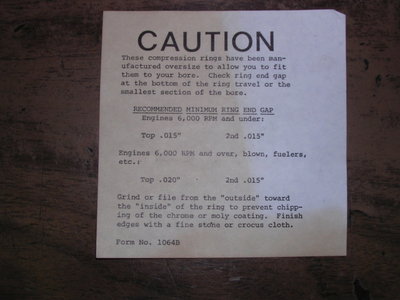 CAUTION
These compression rings have been man-
ufactured oversize to allow you to fit
them to your bore.  Check ring end gap
at the bottom of the ring travel or the
smallest section of the bore.
RECOMMENDED MINIMUM RING END GAP
Engines 6,000 RPM and under:
Top .015"     2nd .015"
Engines 6,000 RPM and over, blown, fuelers,
etc.:
Top .020"     2nd .015"
Grind or file from the "outside" toward
the "inside" of the ring to prevent chipp-
ing of the chrome or moly coating.  Finish
edges with a fine stone or crocus cloth.
Form No. 1064B